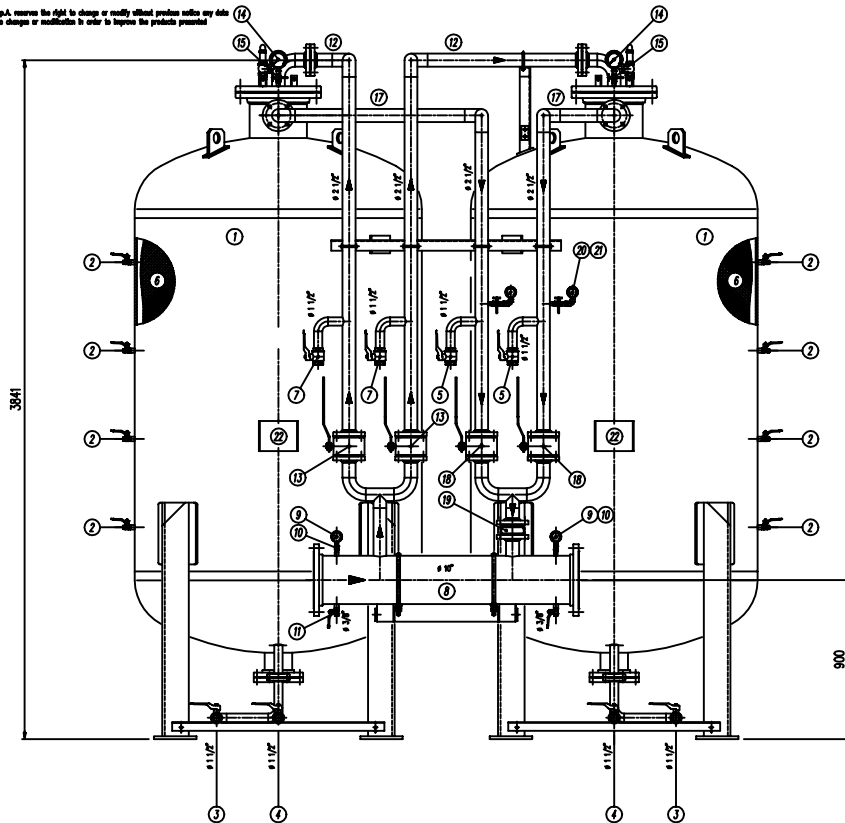 p.A. reserves the right to change or modify without previous notice any data
changes or modification in order to improve the products presented
14
12
12
14
15
15
17
17
ø 2 1/2"
ø 2 1/2"
ø 2 1/2"
ø 2 1/2"
1
1
2
2
20 21
6
6
ø 1 1/2"
ø 1 1/2"
ø 1 1/2"
ø 1 1/2"
2
2
7
7
5
5
3841
13
22
22
2
2
13
18
18
19
9
10
9 10
2
2
ø 10"
8
11
ø 3/8"
ø 3/8"
900
ø 1 1/2"
ø 1 1/2"
ø 1 1/2"
ø 1 1/2"
3
4
4
3